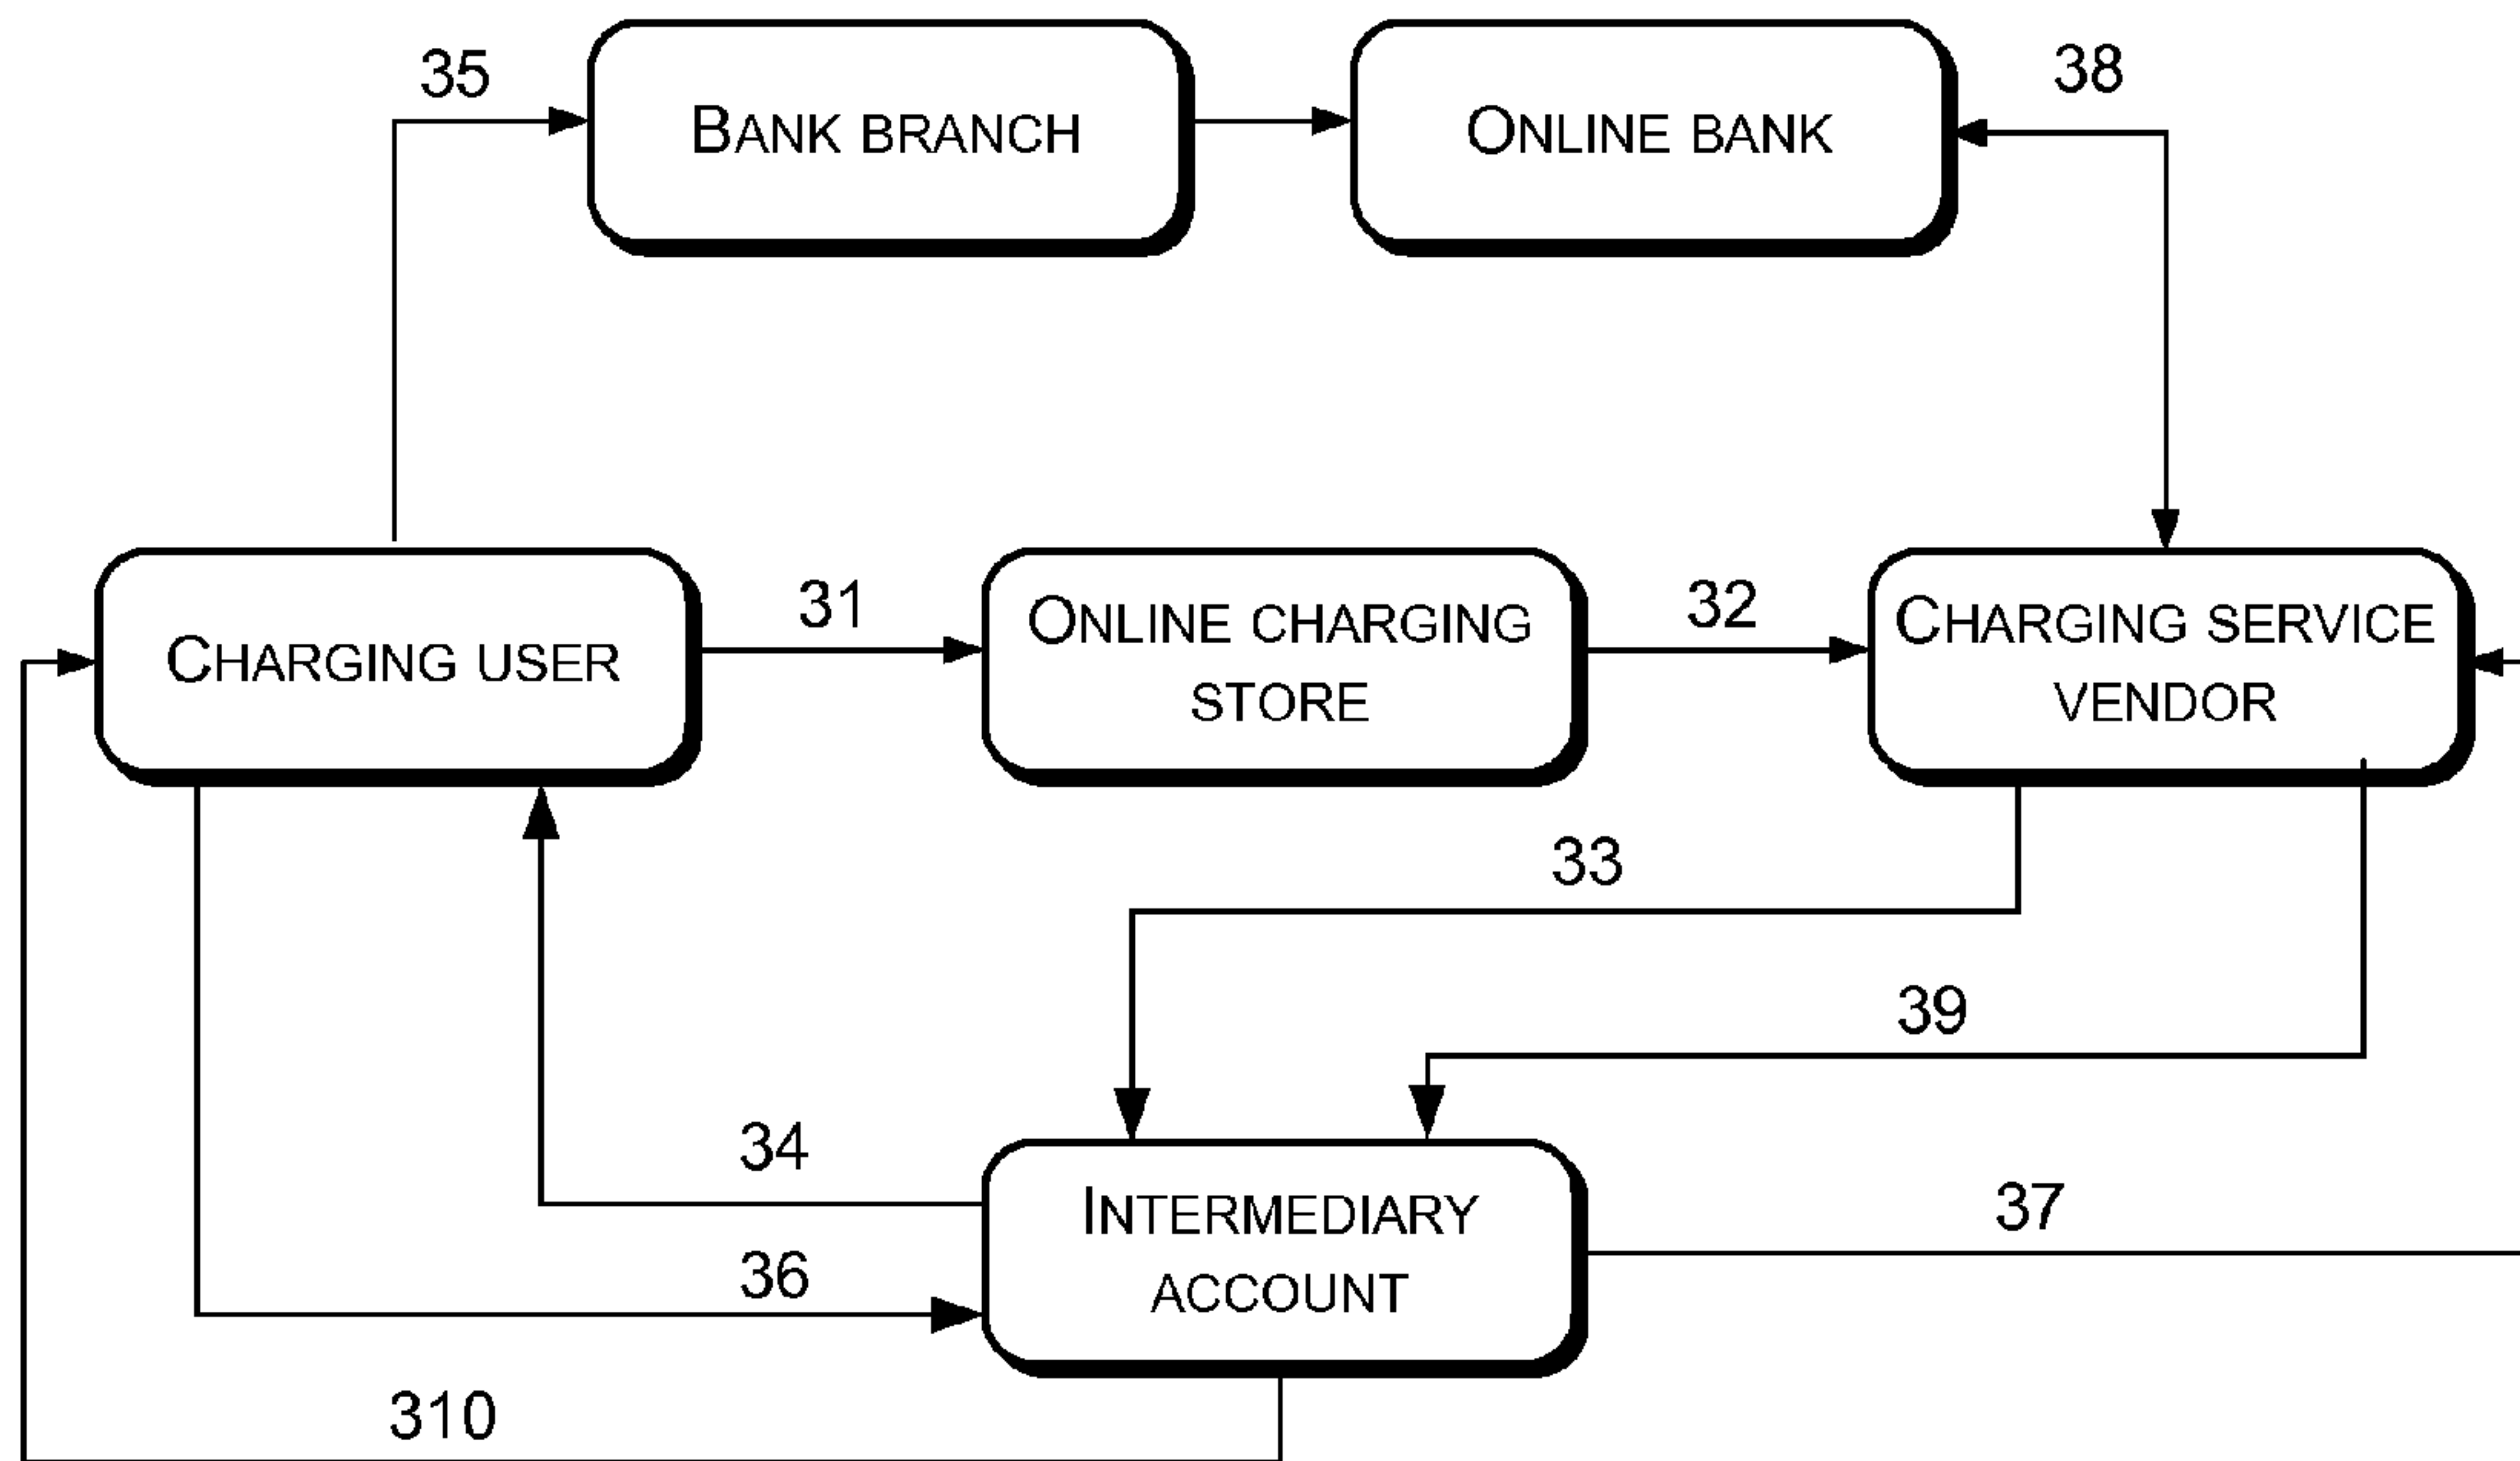 35
38
BANK BRANCH
ONLINE BANK
31
32
CHARGING USER
ONLINE CHARGING
STORE
CHARGING SERVICE
VENDOR
33
39
34
37
INTERMEDIARY
ACCOUNT
36
310